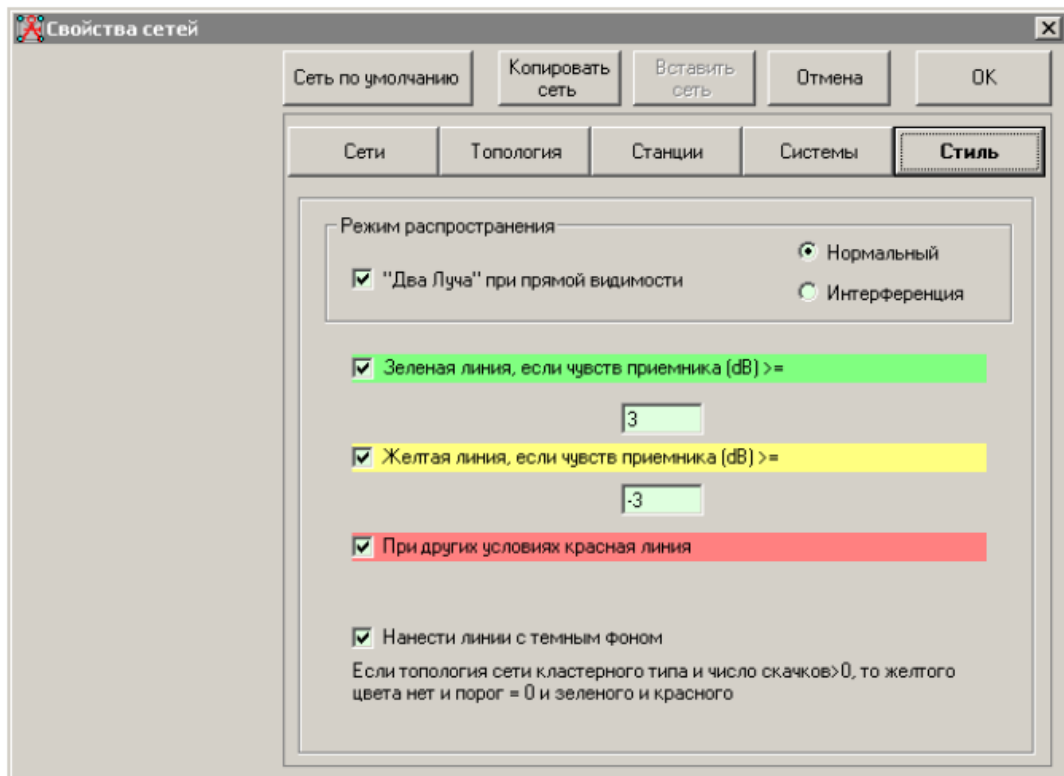 Свойства сетей
Сеть по умолчанию
Копировать
сеть
Вставить
сеть
Отмена
OK
Сети
Топология
Станции
Системы
Стиль
Режим распространения
"Два Луча" при прямой видимости
Нормальный
Интерференция
Зеленая линия, если чувств приемника (dB) >=
3
Желтая линия, если чувств приемника (dB) >=
-3
При других условиях красная линия
Нанести линии с темным фоном
Если топология сети кластерного типа и число скачков>0, то желтого
цвета нет и порог = 0 и зеленого и красного